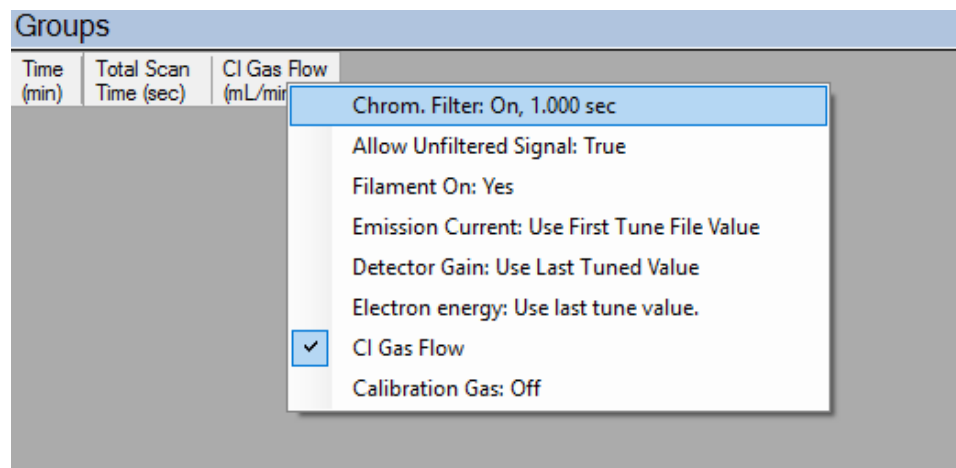 Groups
Time Total Scan CI Gas Flow
(min) Time (sec) (mL/min
Chrom. Filter: On, 1.000 sec
Allow Unfiltered Signal: True
Filament On: Yes
Emission Current: Use First Tune File Value
Detector Gain: Use Last Tuned Value
Electron energy: Use last tune value.
CI Gas Flow
Calibration Gas: Off